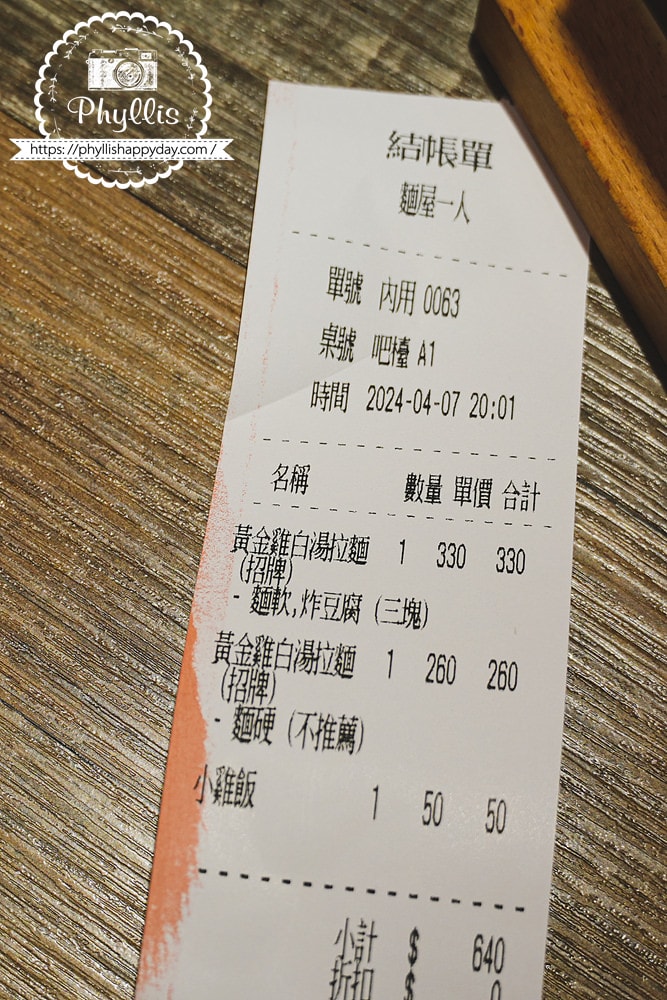 Phyllis
https://phyllishappyday.com/
結帳單
麵屋一人
單號 內用 0063
桌號 吧檯 A1
時間 2024-04-07 20:01
名稱 數量 單價 合計
黃金雞白湯拉麵 1 330 330
(招牌)
- 麵軟,炸豆腐 (三塊)
黃金雞白湯拉麵 1 260 260
(招牌)
- 麵硬 (不推薦)
小雞飯 1 50 50
小計 $ 640
折扣 $ 0